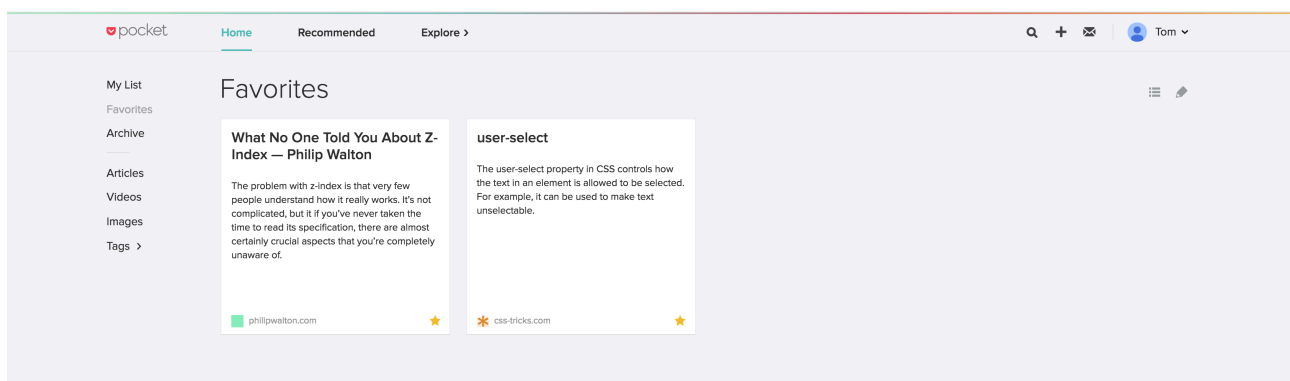 pocket
Home
Recommended
Explore >
Tom
My List
Favorites
Archive
Articles
Videos
Images
Tags >
Favorites
What No One Told You About Z-
Index — Philip Walton
The problem with z-index is that very few
people understand how it really works. It's not
complicated, but it if you've never taken the
time to read its specification, there are almost
certainly crucial aspects that you're completely
unaware of.
philipwalton.com
user-select
The user-select property in CSS controls how
the text in an element is allowed to be selected.
For example, it can be used to make text
unselectable.
css-tricks.com